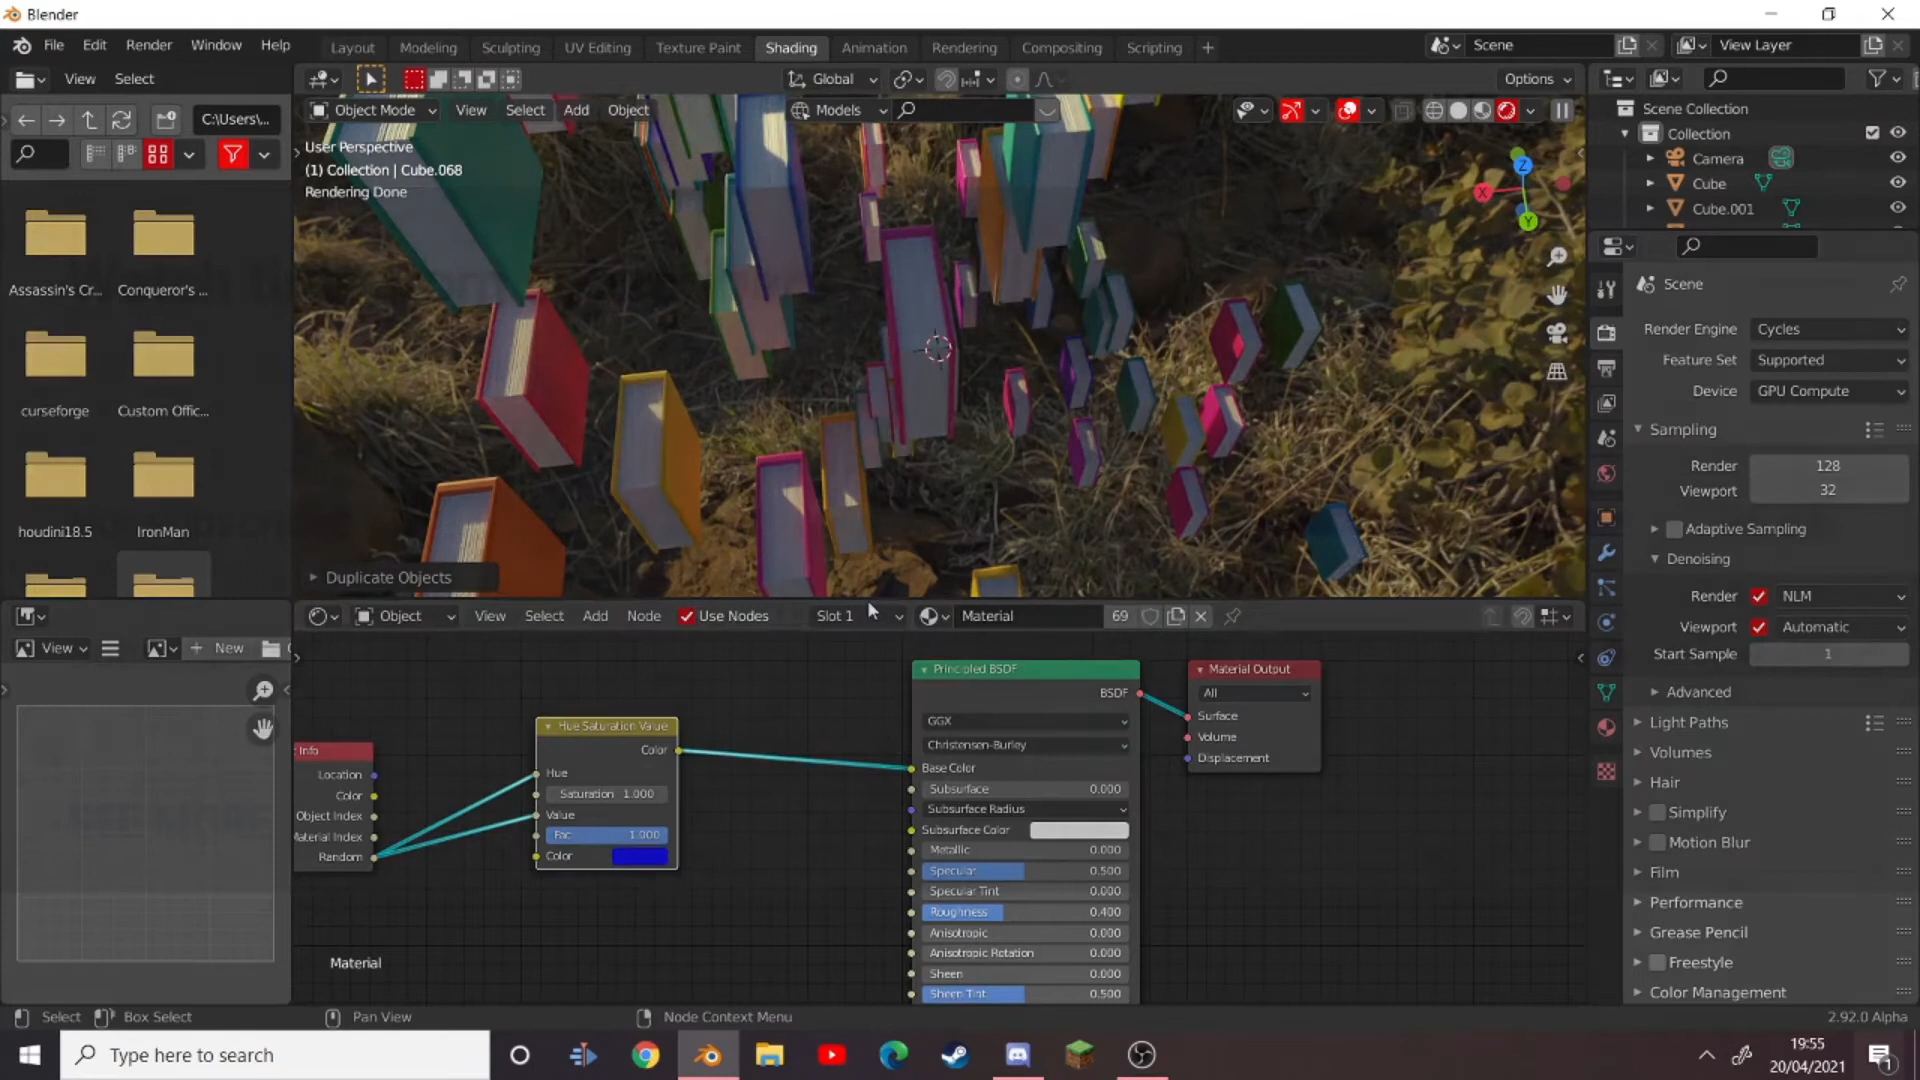 Blender
File Edit Render Window Help
Layout Modeling Sculpting UV Editing Texture Paint Shading Animation Rendering Compositing Scripting +
Scene
View Layer
View Select
Global
Options
C:\Users\...
Object Mode View Select Add Object
Models
User Perspective
(1) Collection | Cube.068
Rendering Done
Z
X
Y
Scene Collection
Collection
Camera
Cube
Cube.001
Assassin's Cr...
Conqueror's ...
curseforge
Custom Offic...
houdini18.5
IronMan
Duplicate Objects
Scene
Render Engine Cycles
Feature Set Supported
Device GPU Compute
Sampling
Render 128
Viewport 32
Adaptive Sampling
Denoising
Render NLM
Viewport Automatic
Start Sample 1
Advanced
Light Paths
Volumes
Hair
Simplify
Motion Blur
Film
Performance
Grease Pencil
Freestyle
Color Management
Object View Select Add Node Use Nodes Slot 1 Material 69
View
+ New
Info
Location
Color
Object Index
Material Index
Random
Hue Saturation Value
Color
Hue
Saturation 1.000
Value
Fac 1.000
Color
Principled BSDF
BSDF
GGX
Christensen-Burley
Base Color
Subsurface 0.000
Subsurface Radius
Subsurface Color
Metallic 0.000
Specular 0.500
Specular Tint 0.000
Roughness 0.400
Anisotropic 0.000
Anisotropic Rotation 0.000
Sheen 0.000
Sheen Tint 0.500
Material Output
All
Surface
Volume
Displacement
Material
Select Box Select Pan View Node Context Menu 2.92.0 Alpha
Type here to search
19:55
20/04/2021
1